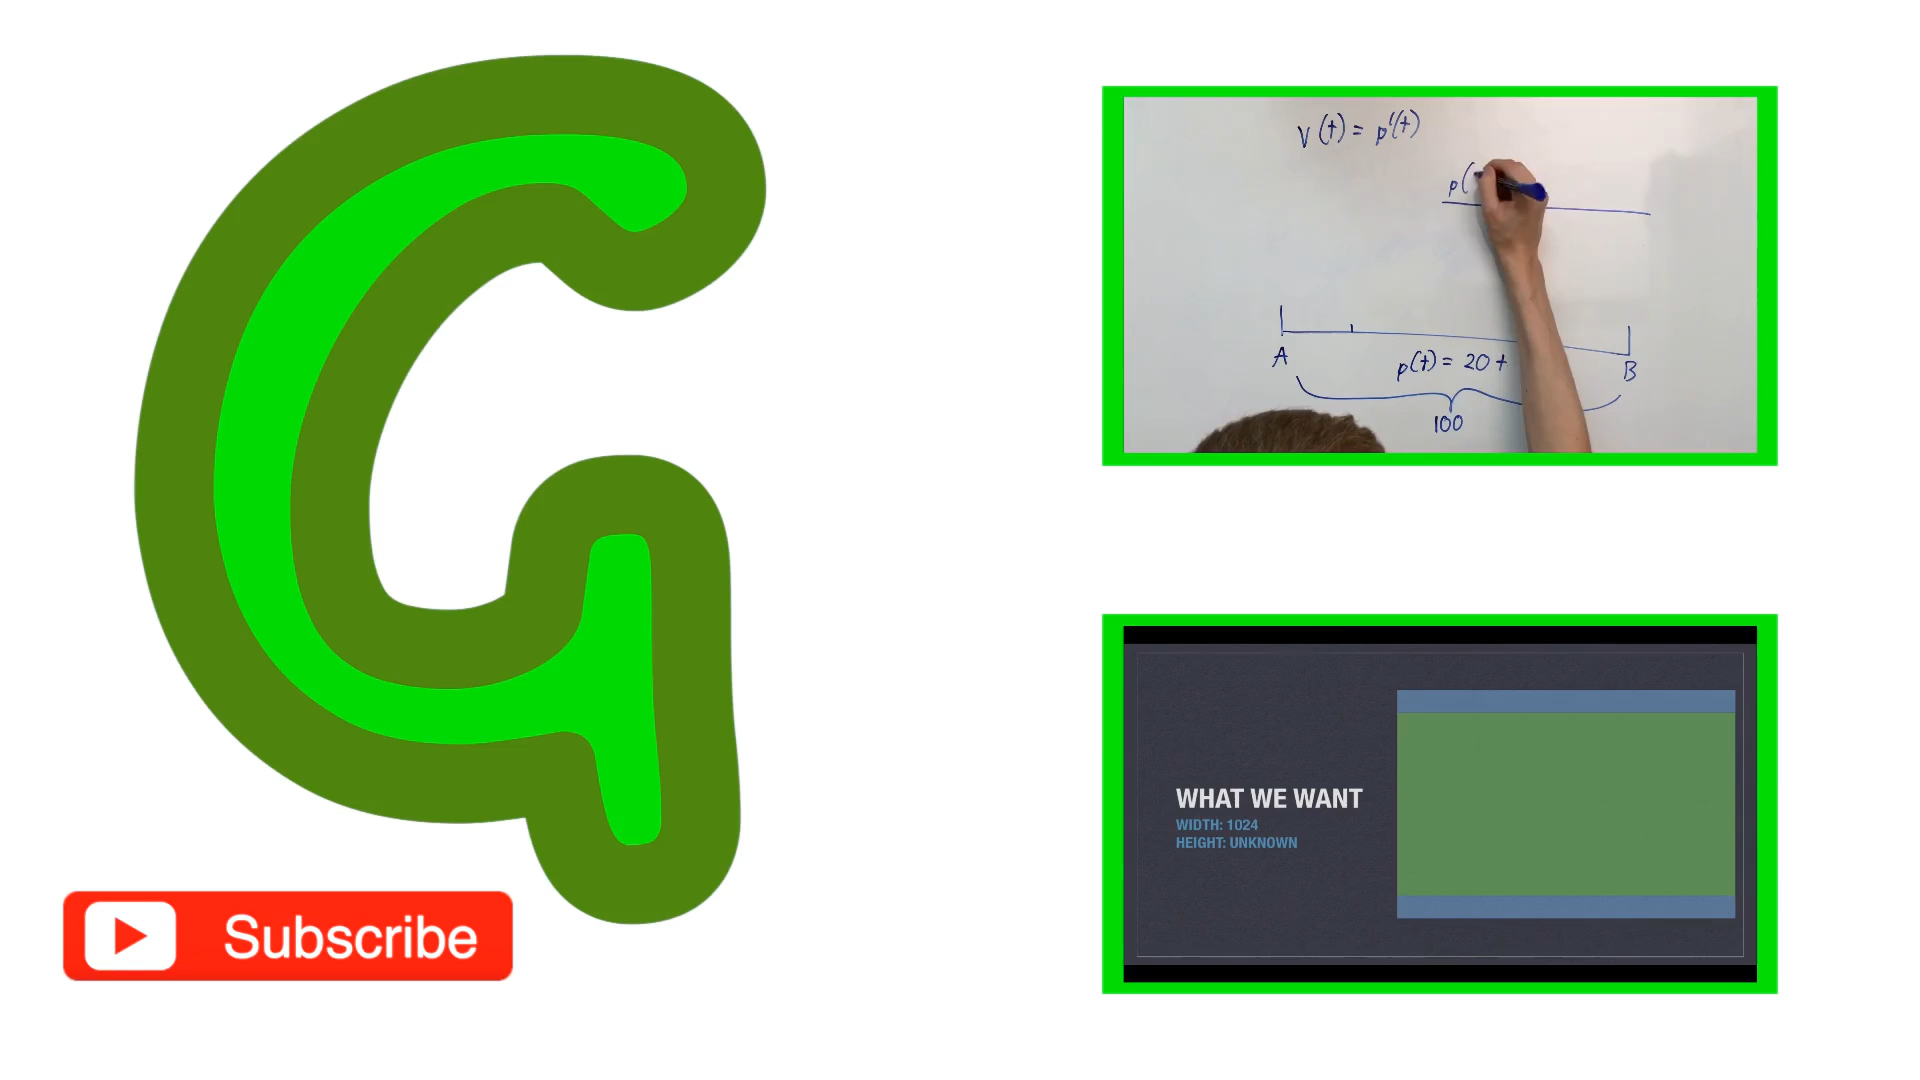 G
Subscribe
v(t) = p'(t)
p(
A
p(t) = 20t
B
100
WHAT WE WANT
WIDTH: 1024
HEIGHT: UNKNOWN